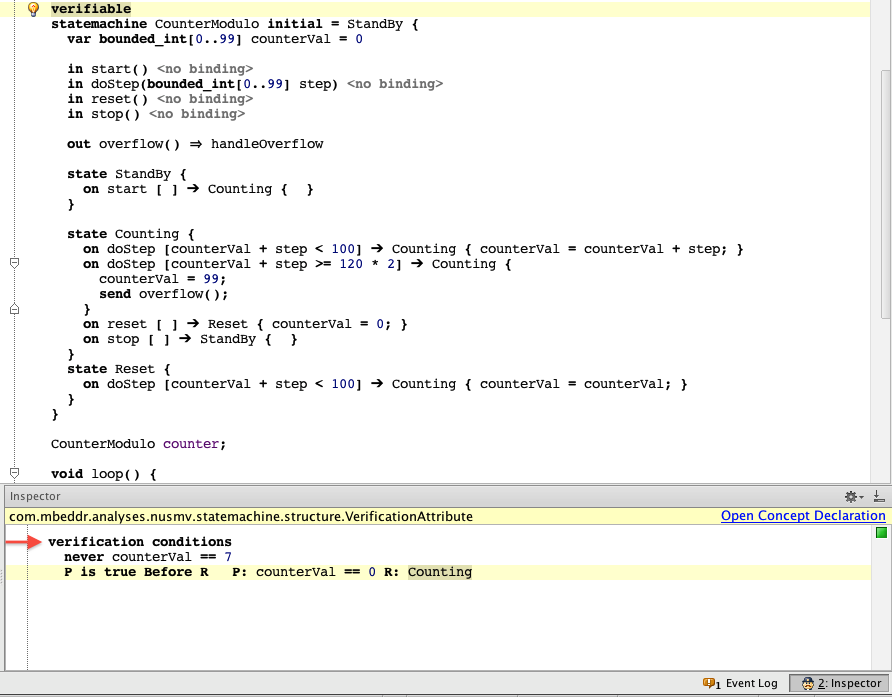 verifiable
statemachine CounterModulo initial = StandBy {
var bounded_int[0..99] counterVal = 0
in start() <no binding>
in doStep(bounded_int[0..99] step) <no binding>
in reset() <no binding>
in stop() <no binding>
out overflow() ⇒ handleOverflow
state StandBy {
on start [ ] ➔ Counting {  }
}
state Counting {
on doStep [counterVal + step < 100] ➔ Counting { counterVal = counterVal + step; }
on doStep [counterVal + step >= 120 * 2] ➔ Counting {
counterVal = 99;
send overflow();
}
on reset [ ] ➔ Reset { counterVal = 0; }
on stop [ ] ➔ StandBy {  }
}
state Reset {
on doStep [counterVal + step < 100] ➔ Counting { counterVal = counterVal; }
}
}
CounterModulo counter;
void loop() {
Inspector
com.mbeddr.analyses.nusmv.statemachine.structure.VerificationAttribute Open Concept Declaration
verification conditions
never counterVal == 7
P is true Before R   P: counterVal == 0 R: Counting
1 Event Log 2: Inspector